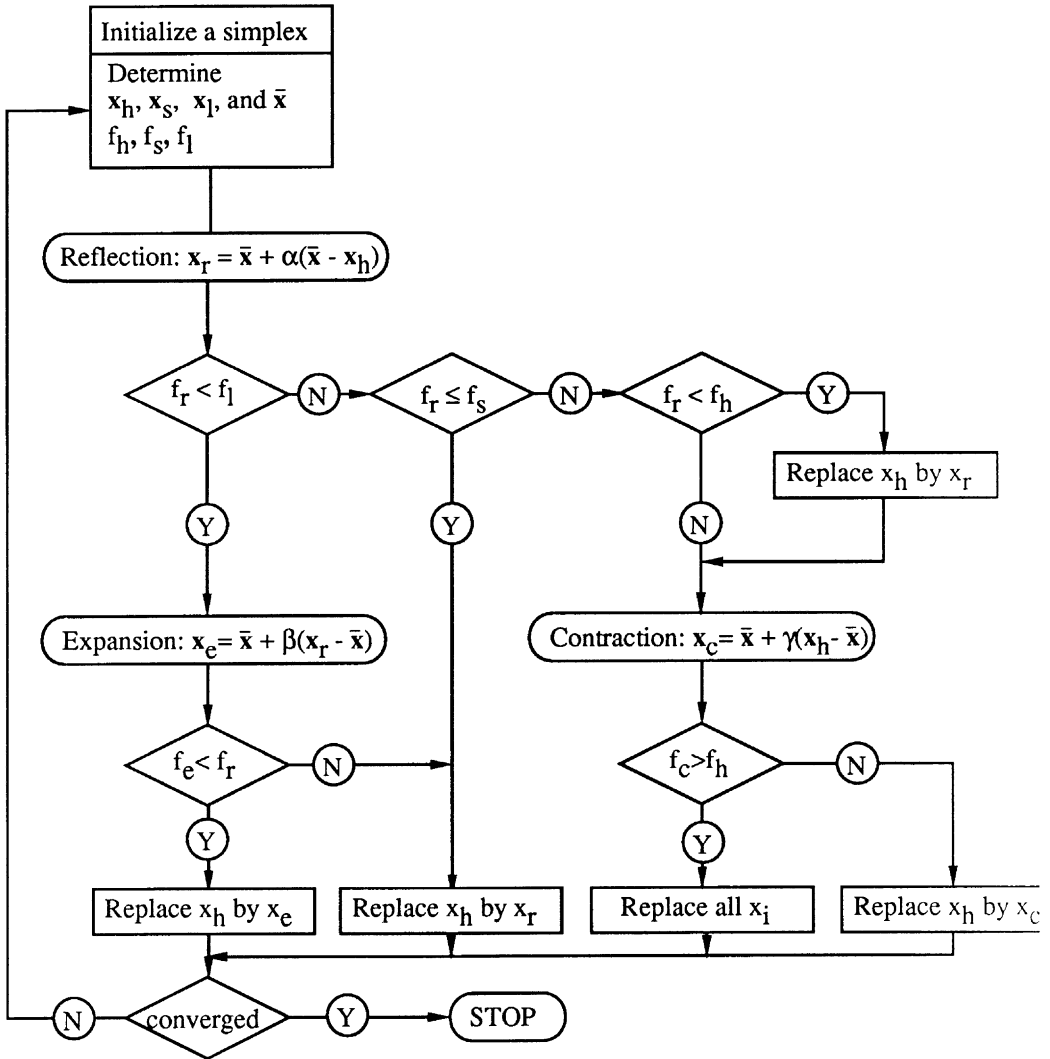 Initialize a simplex
Determine
x_h, x_s, x_l, and x̄
f_h, f_s, f_l
Reflection: x_r = x̄ + α(x̄ - x_h)
f_r < f_l
N
f_r ≤ f_s
N
f_r < f_h
Y
Replace x_h by x_r
Y
Y
N
Expansion: x_e= x̄ + β(x_r - x̄)
Contraction: x_c= x̄ + γ(x_h- x̄)
f_e< f_r
N
f_c>f_h
N
Y
Y
Replace x_h by x_e
Replace x_h by x_r
Replace all x_i
Replace x_h by x_c
N
converged
Y
STOP